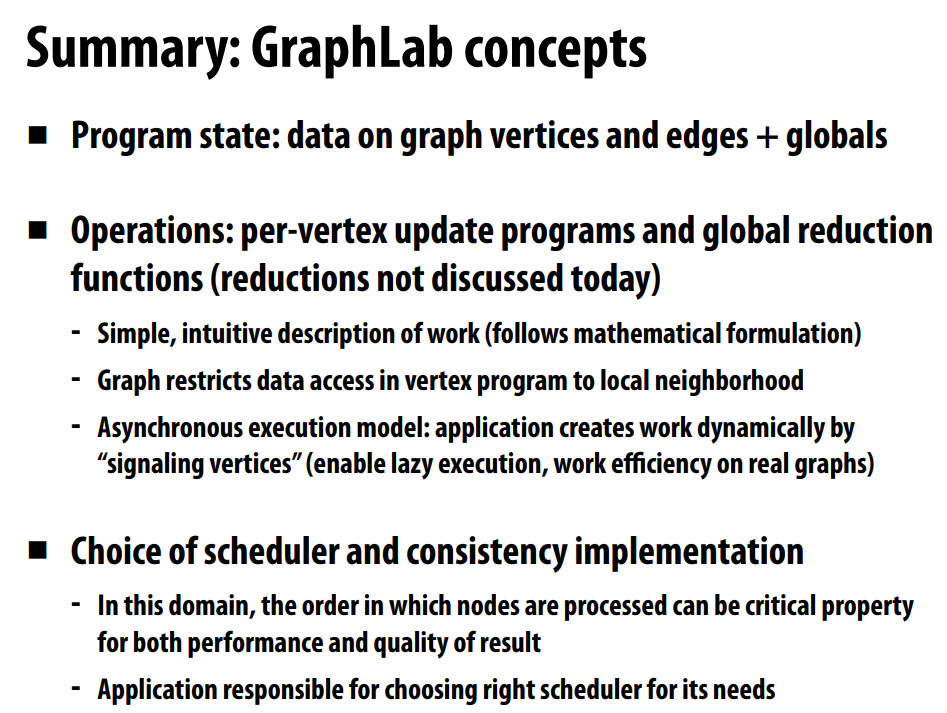 Summary: GraphLab concepts
■ Program state: data on graph vertices and edges + globals
■ Operations: per-vertex update programs and global reduction
functions (reductions not discussed today)
- Simple, intuitive description of work (follows mathematical formulation)
- Graph restricts data access in vertex program to local neighborhood
- Asynchronous execution model: application creates work dynamically by
“signaling vertices” (enable lazy execution, work efficiency on real graphs)
■ Choice of scheduler and consistency implementation
- In this domain, the order in which nodes are processed can be critical property
for both performance and quality of result
- Application responsible for choosing right scheduler for its needs